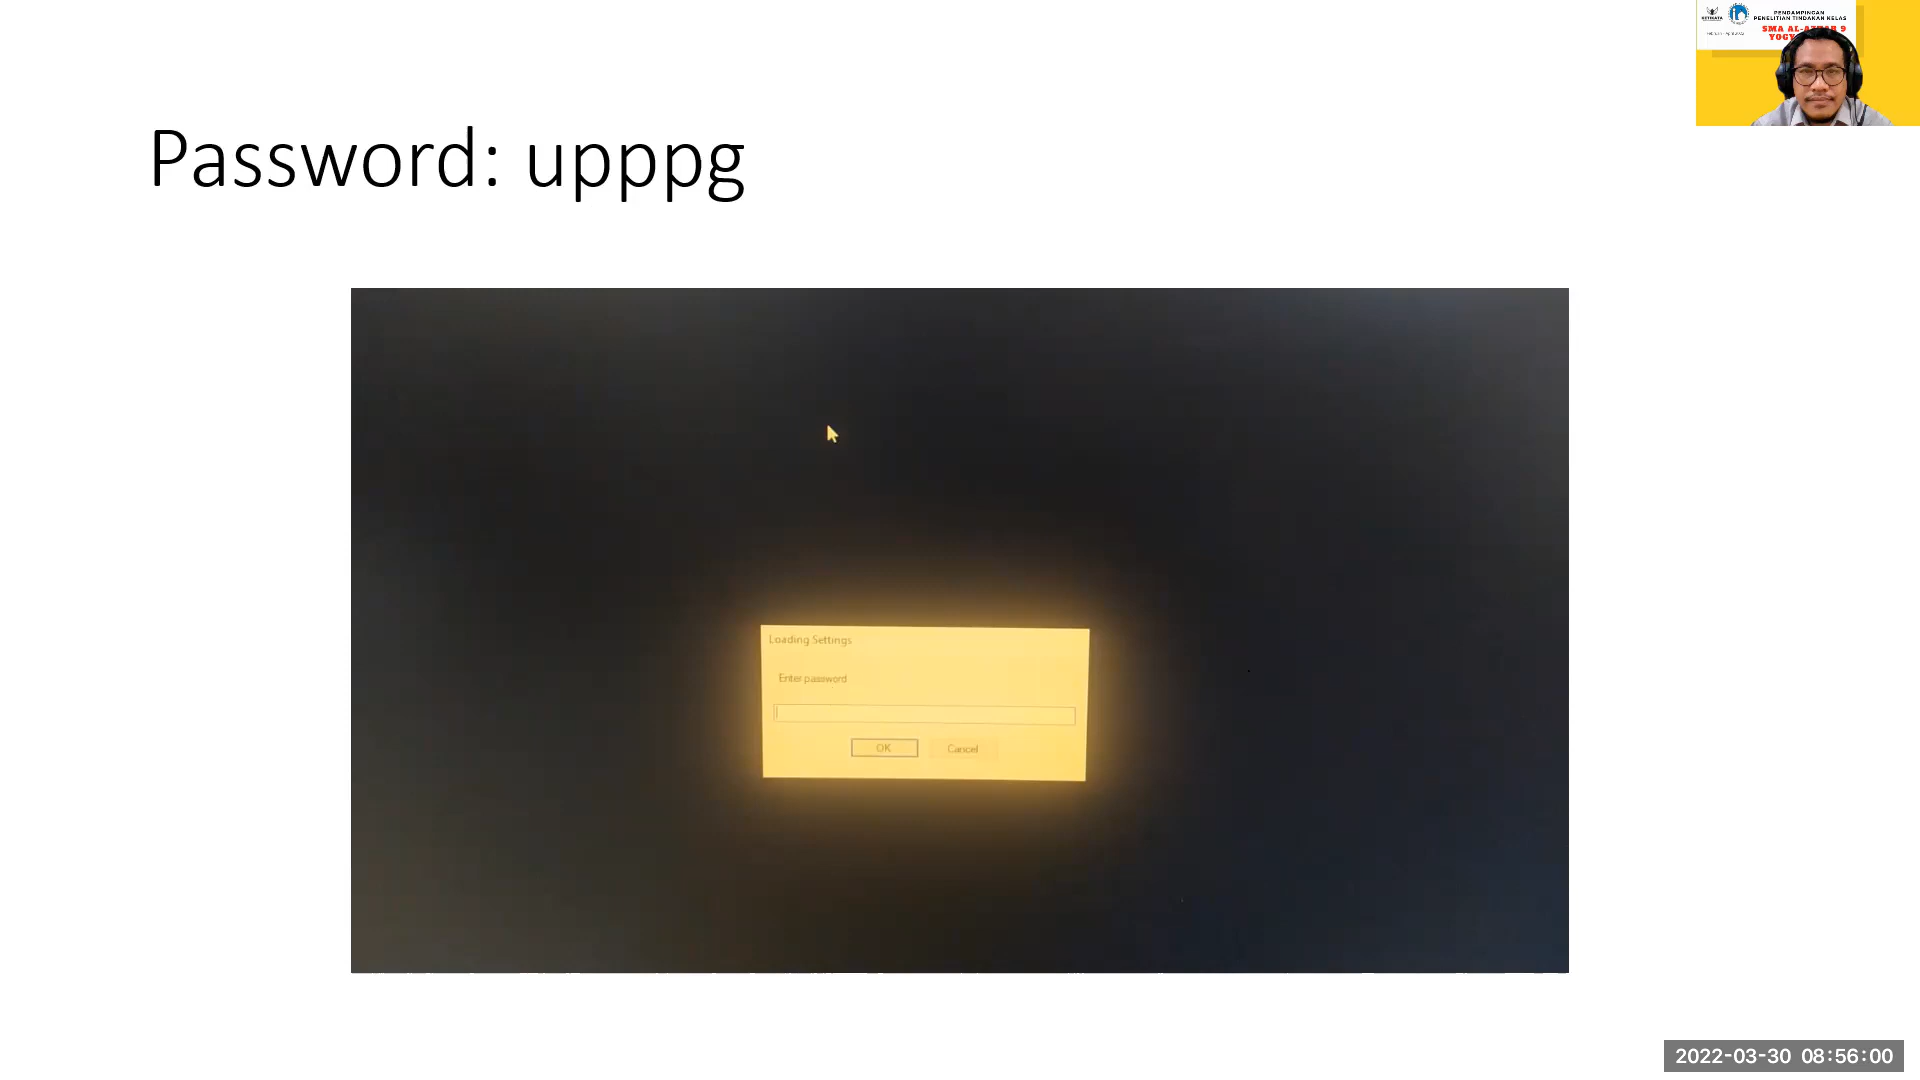 PENDAMPINGAN
PENELITIAN TINDAKAN KELAS
Password: upppg
Loading Settings
Enter password
OK
Cancel
2022-03-30 08:56:00